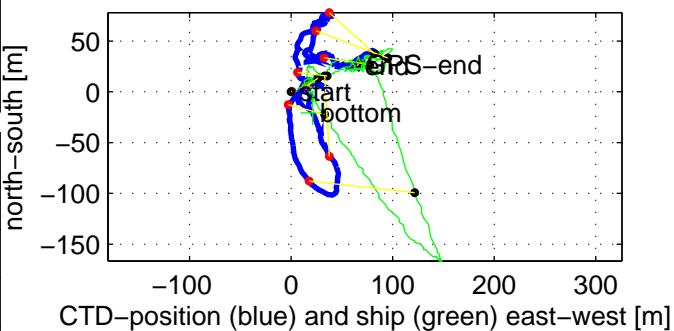 north−south [m]
50
0
−50
−100
−150
GPS−end
end
start
bottom
−100
0
100
200
300
CTD−position (blue) and ship (green) east−west [m]